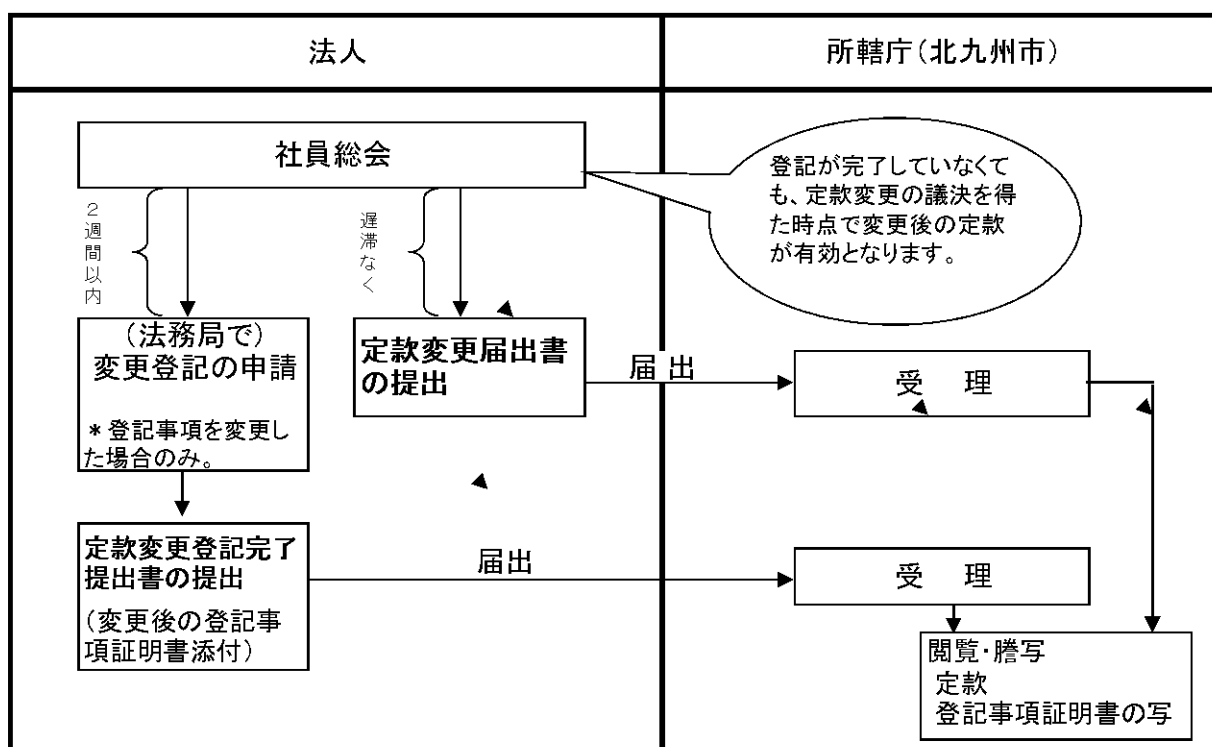 法人
所轄庁（北九州市）
社員総会
登記が完了していなくて
も、定款変更の議決を得
た時点で変更後の定款
が有効となります。
２週間以内
遅滞なく
（法務局で）
変更登記の申請
＊登記事項を変更し
た場合のみ。
定款変更届出書
の提出
届出
受　理
定款変更登記完了
提出書の提出
（変更後の登記事
項証明書添付）
届出
受　理
閲覧・謄写
定款
登記事項証明書の写